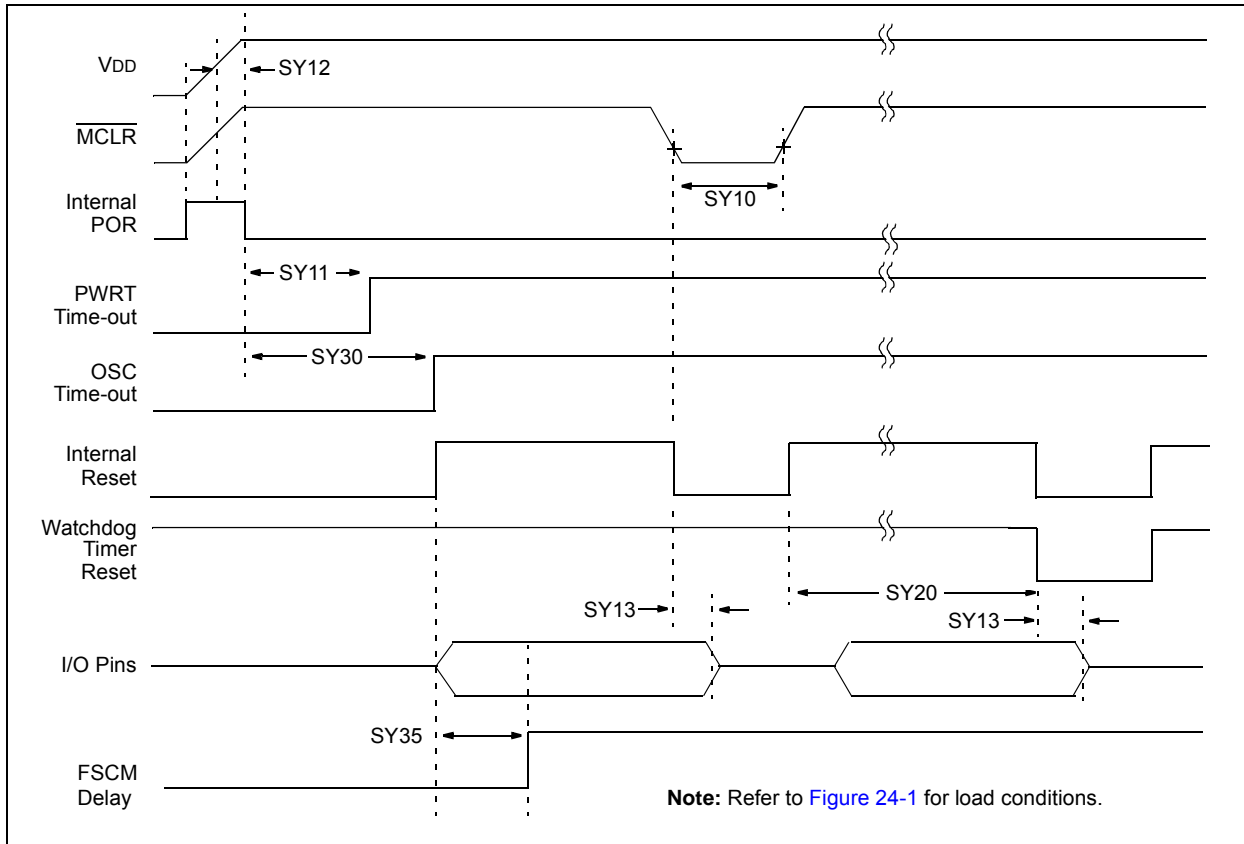 VDD
SY12
MCLR
SY10
Internal
POR
SY11
PWRT
Time-out
SY30
OSC
Time-out
Internal
Reset
Watchdog
Timer
Reset
SY20
SY13
SY13
I/O Pins
SY35
FSCM
Delay
Note: Refer to Figure 24-1 for load conditions.